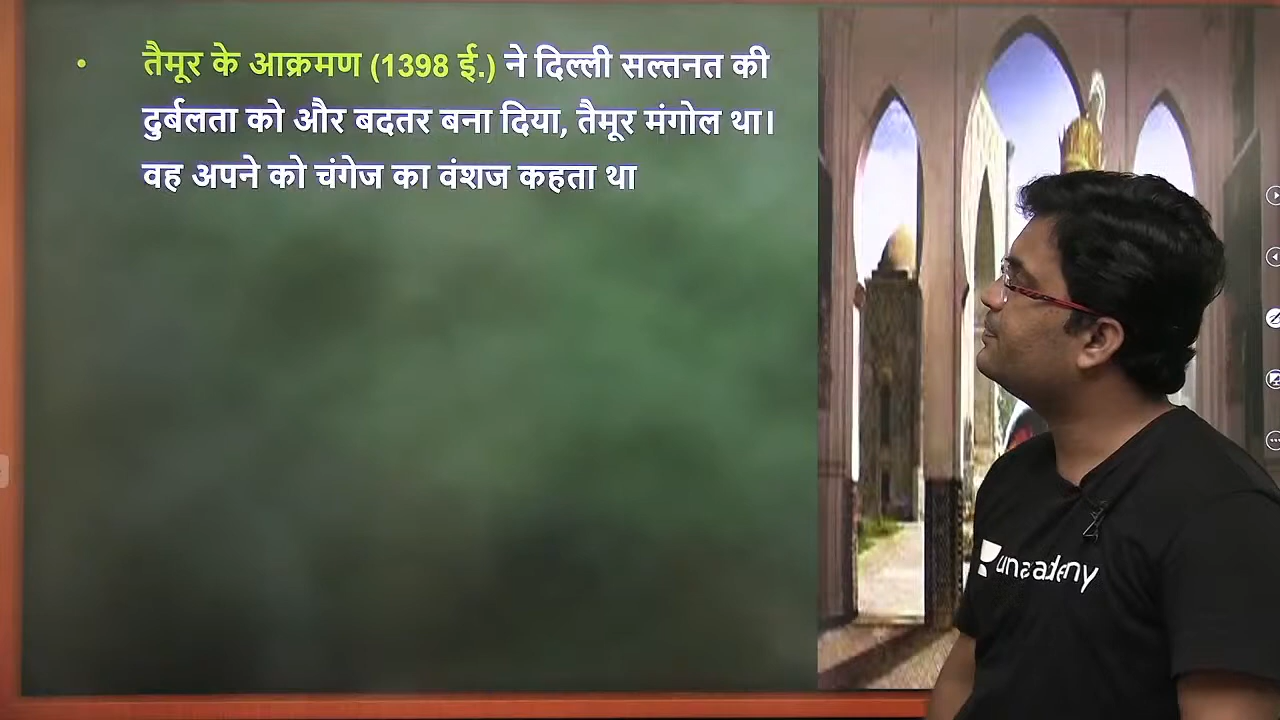 • तैमूर के आक्रमण (1398 ई.) ने दिल्ली सल्तनत की
दुर्बलता को और बदतर बना दिया, तैमूर मंगोल था।
वह अपने को चंगेज का वंशज कहता था
unacademy